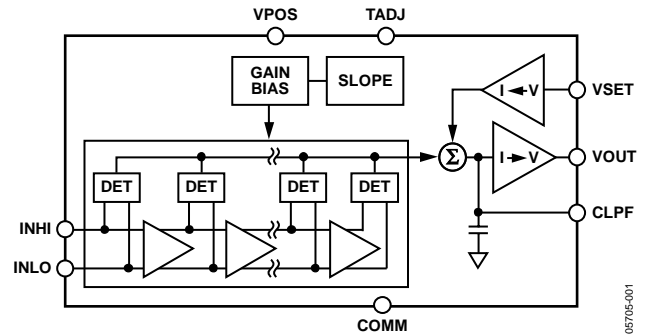 VPOS
TADJ
GAIN
BIAS
SLOPE
I V
VSET
Σ
I V
VOUT
DET
DET
DET
DET
CLPF
INHI
INLO
COMM
05705-001